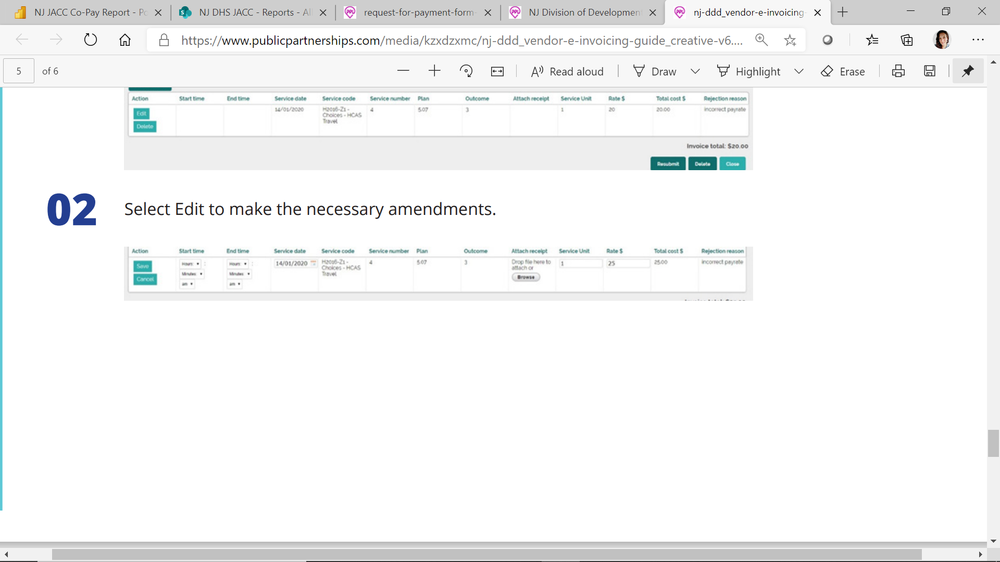 NJ JACC Co-Pay Report - Po
NJ DHS JACC - Reports - All
request-for-payment-form-
NJ Division of Development
nj-ddd_vendor-e-invoicing-
https://www.publicpartnerships.com/media/kzxdzxmc/nj-ddd_vendor-e-invoicing-guide_creative-v6....
5 of 6 Read aloud Draw Highlight Erase
Action Start time End time Service date Service code Service number Plan Outcome Attach receipt Service Unit Rate $ Total cost $ Rejection reason
Edit 14/01/2020 H2016-Z1 - 4 5.07 3 1 20 20.00 Incorrect payrate
Choices - HCAS
Travel
Delete
Invoice total: $20.00
Resubmit Delete Close
02 Select Edit to make the necessary amendments.
Action Start time End time Service date Service code Service number Plan Outcome Attach receipt Service Unit Rate $ Total cost $ Rejection reason
Save Hours: : Hours: : 14/01/2020 H2016-Z1 - 4 5.07 3 Drop file here to 1 25 25.00 Incorrect payrate
Choices - HCAS attach or
Minutes: Minutes: Travel
Cancel Browse
am am